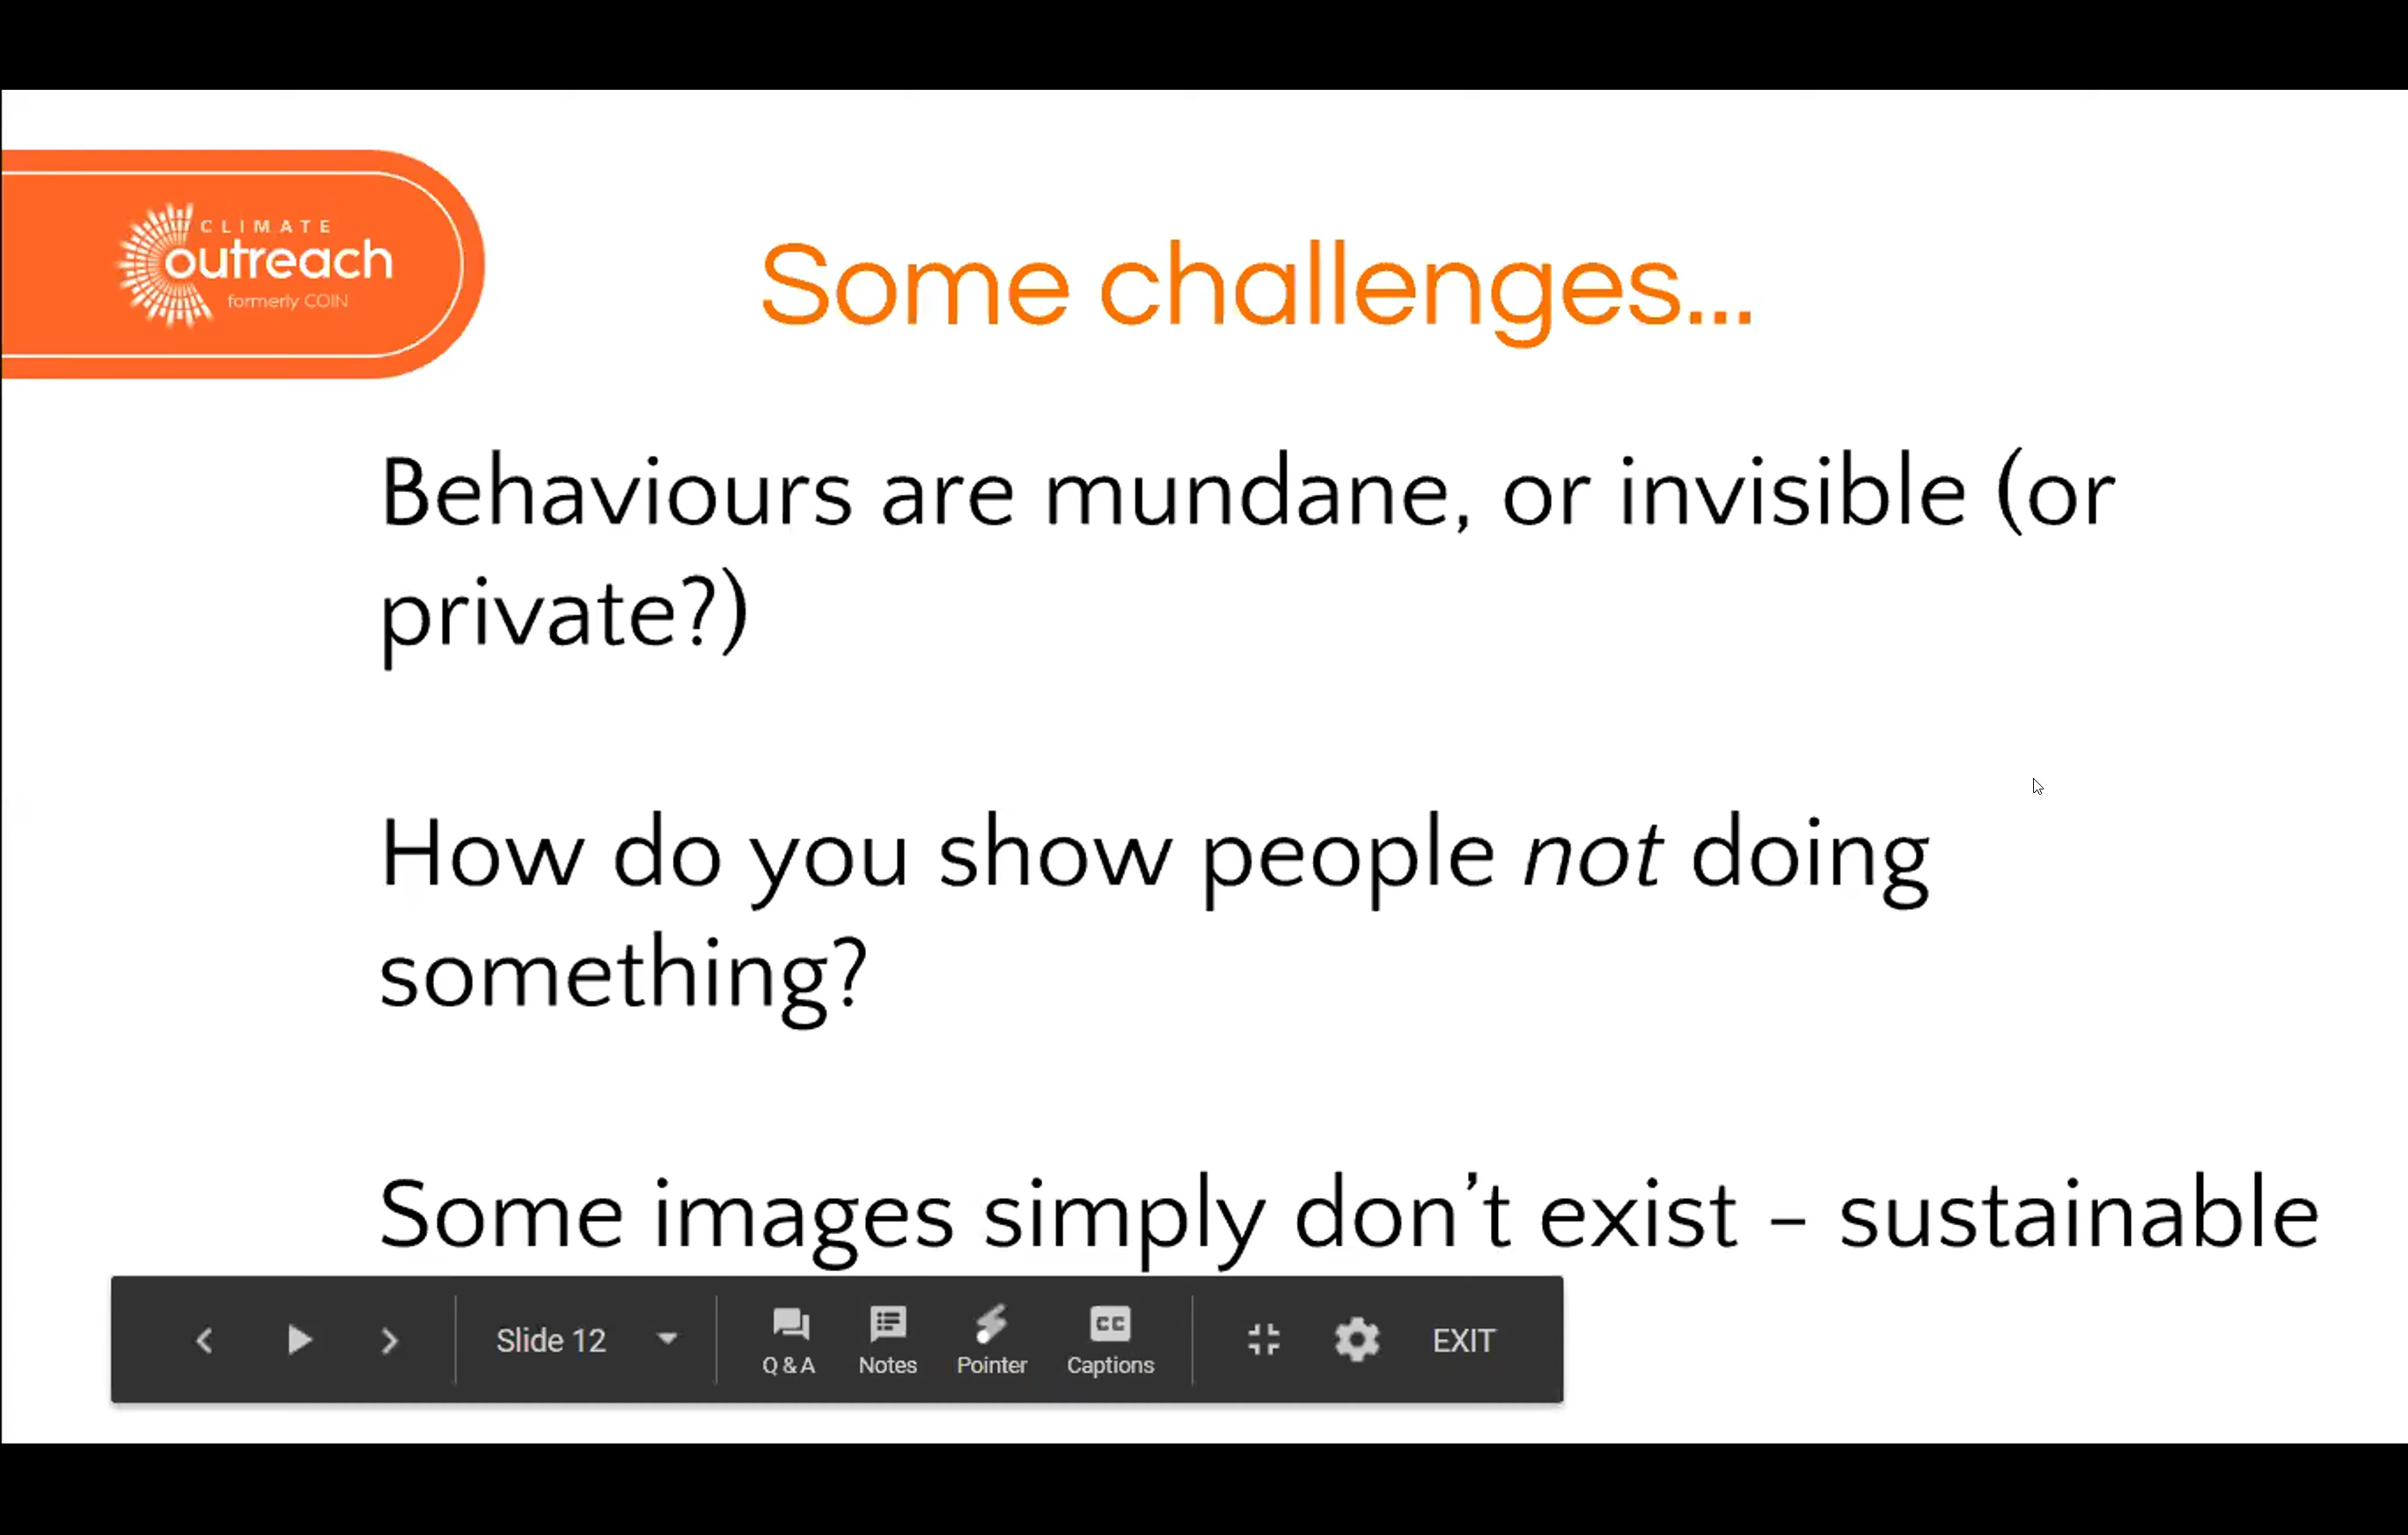 CLIMATE
outreach
formerly COIN
Some challenges...
Behaviours are mundane, or invisible (or
private?)
How do you show people not doing
something?
Some images simply don’t exist – sustainable
Slide 12
Q & A
Notes
Pointer
CC
Captions
EXIT